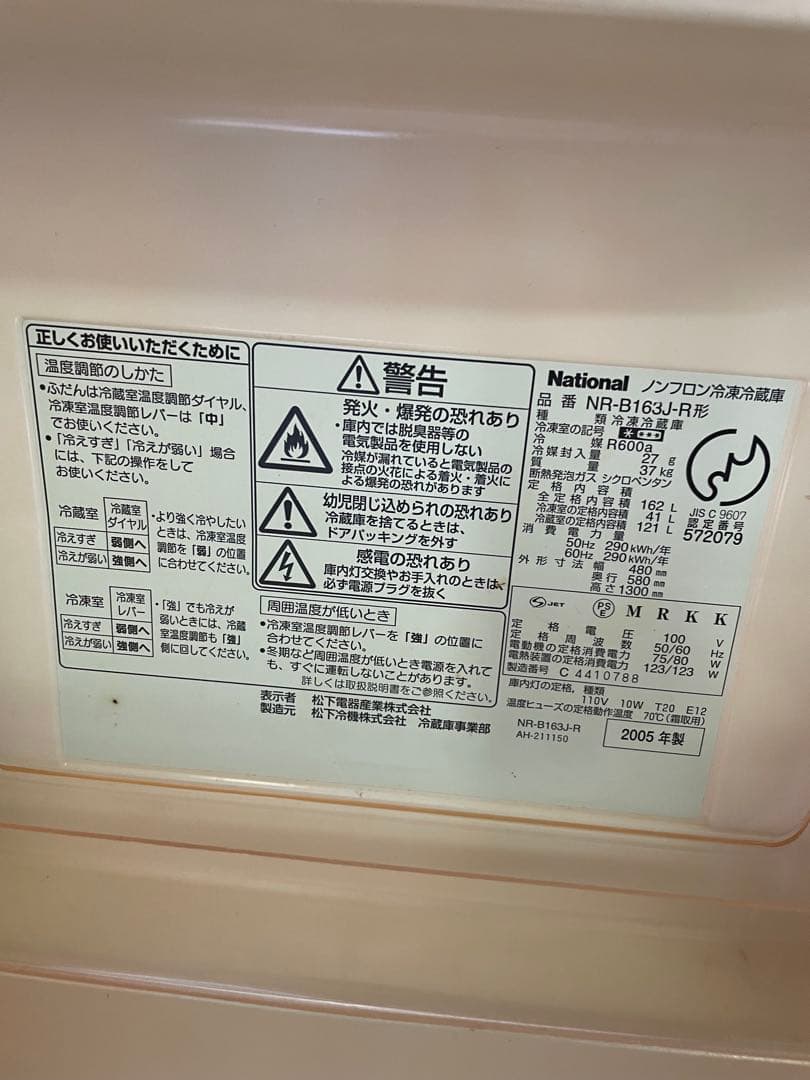 正しくお使いいただくために
温度調節のしかた
•ふだんは冷蔵室温度調節ダイヤル、
冷凍室温度調節レバーは「中」
でお使いください。
•「冷えすぎ」「冷えが弱い」場合
には、下記の操作をして
お使いください。
冷蔵室
冷蔵室
ダイヤル
冷えすぎ 弱側へ
冷えが弱い 強側へ
•より強く冷やしたい
ときは、冷凍室温度
調節を「弱」の位置
に合わせてください。
冷凍室
冷凍室
レバー
冷えすぎ 弱側へ
冷えが弱い 強側へ
•「強」でも冷えが
弱いときには、冷蔵
室温度調節も「強」
側に回してください。
警告
発火・爆発の恐れあり
•庫内では脱臭器等の
電気製品を使用しない
冷媒が漏れていると電気製品の
接点の火花による着火・着火に
よる爆発の恐れがあります
幼児閉じ込められの恐れあり
冷蔵庫を捨てるときは、
ドアパッキングを外す
感電の恐れあり
庫内灯交換やお手入れのときは
必ず電源プラグを抜く
周囲温度が低いとき
•冷凍室温度調節レバーを「強」の位置に
合わせてください。
•冬期など周囲温度が低いとき電源を入れて
も、すぐに運転しないことがあります。
詳しくは取扱説明書をご参照ください。
表示者 松下電器産業株式会社
製造元 松下冷機株式会社 冷蔵庫事業部
National ノンフロン冷凍冷蔵庫
品番 NR-B163J-R形
種類 冷凍冷蔵庫
冷凍室の記号
冷媒 R600a
冷媒封入量 27 g
質量 37 kg
断熱発泡ガス シクロペンタン
定格内容積
全定格内容積 162 L
冷凍室の定格内容積 41 L
冷蔵室の定格内容積 121 L
消費電力量
50Hz 290 kWh/年
60Hz 290 kWh/年
外形寸法 幅 480 mm
奥行 580 mm
高さ 1300 mm
JIS C 9607
認定番号
572079
S JET PS E M R K K
定格電圧 100 V
定格周波数 50/60 Hz
電動機の定格消費電力 75/80 W
電熱装置の定格消費電力 123/123 W
製造番号 C 4410788
庫内灯の定格、種類
110V 10W T20 E12
温度ヒューズの定格動作温度 70℃(霜取用)
NR-B163J-R
AH-211150
2005 年製